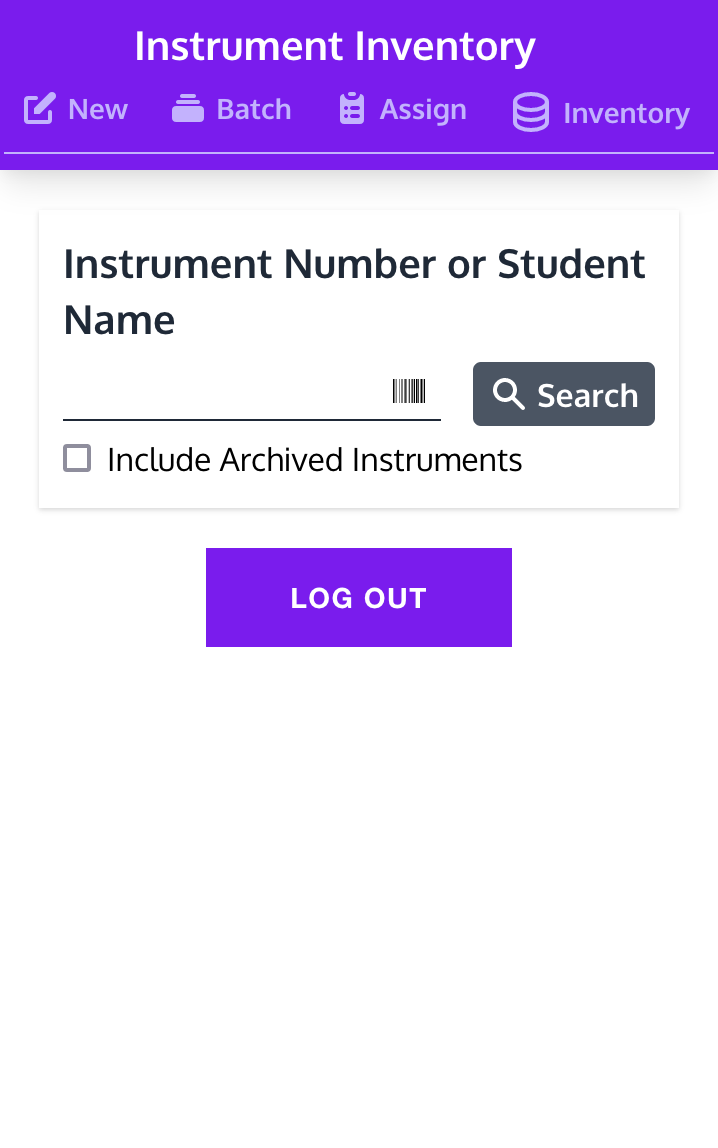 Instrument Inventory
New Batch Assign Inventory
Instrument Number or Student
Name
Search
Include Archived Instruments
LOG OUT